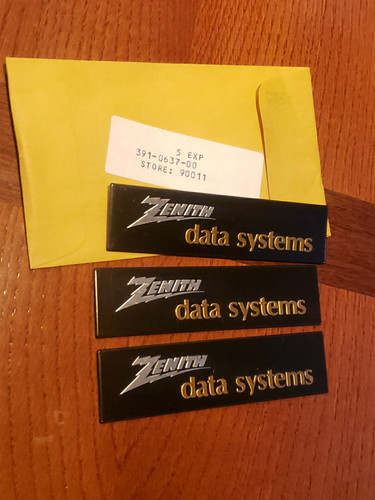 5 EXP
391-0637-00
STORE: 90011
ZENITH
data systems
ZENITH
data systems
ZENITH
data systems